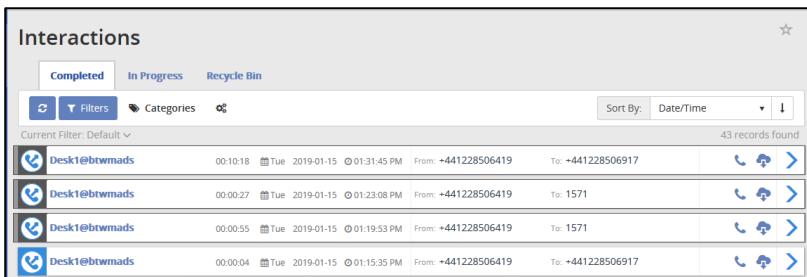 Interactions
Completed In Progress Recycle Bin
Filters Categories Sort By: Date/Time
Current Filter: Default 43 records found
Desk1@btwmads 00:10:18 Tue 2019-01-15 01:31:45 PM From: +441228506419 To: +441228506917
Desk1@btwmads 00:00:27 Tue 2019-01-15 01:23:08 PM From: +441228506419 To: 1571
Desk1@btwmads 00:00:55 Tue 2019-01-15 01:19:53 PM From: +441228506419 To: 1571
Desk1@btwmads 00:00:04 Tue 2019-01-15 01:15:35 PM From: +441228506419 To: +441228506917